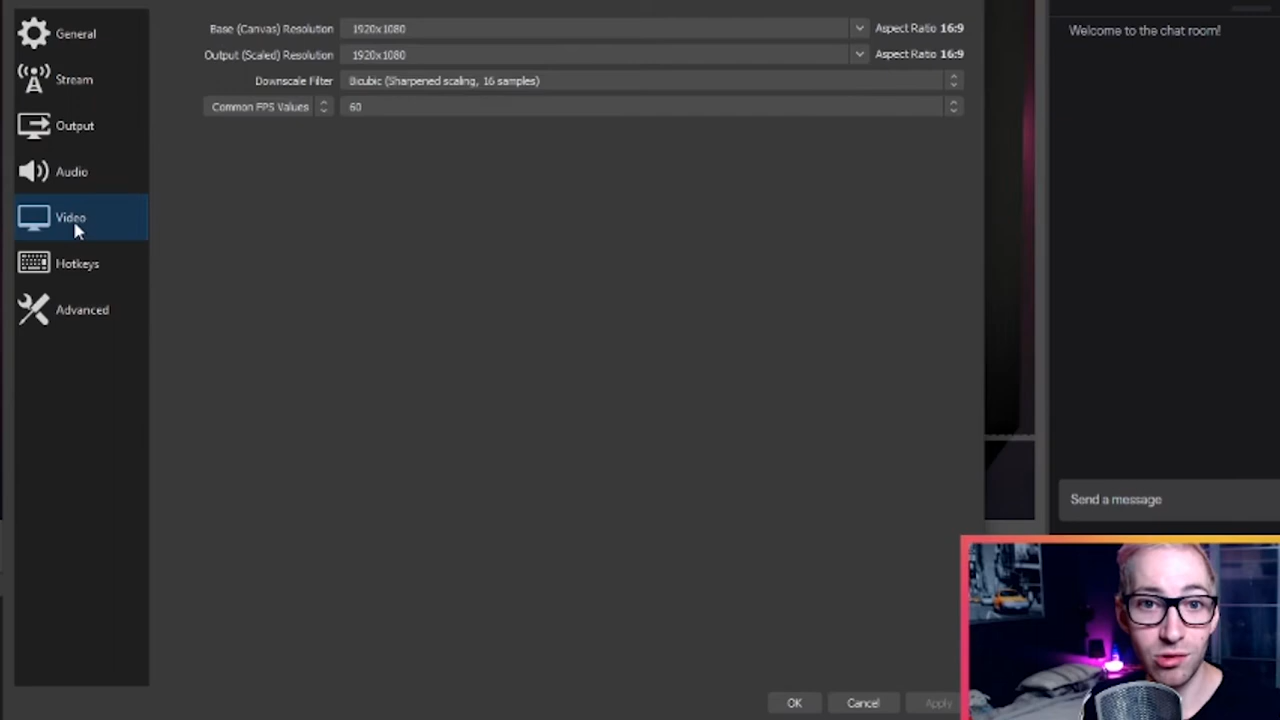 General
Stream
Output
Audio
Video
Hotkeys
Advanced
Base (Canvas) Resolution 1920x1080 Aspect Ratio 16:9
Output (Scaled) Resolution 1920x1080 Aspect Ratio 16:9
Downscale Filter Bicubic (Sharpened scaling, 16 samples)
Common FPS Values 60
OK Cancel Apply
Welcome to the chat room!
Send a message